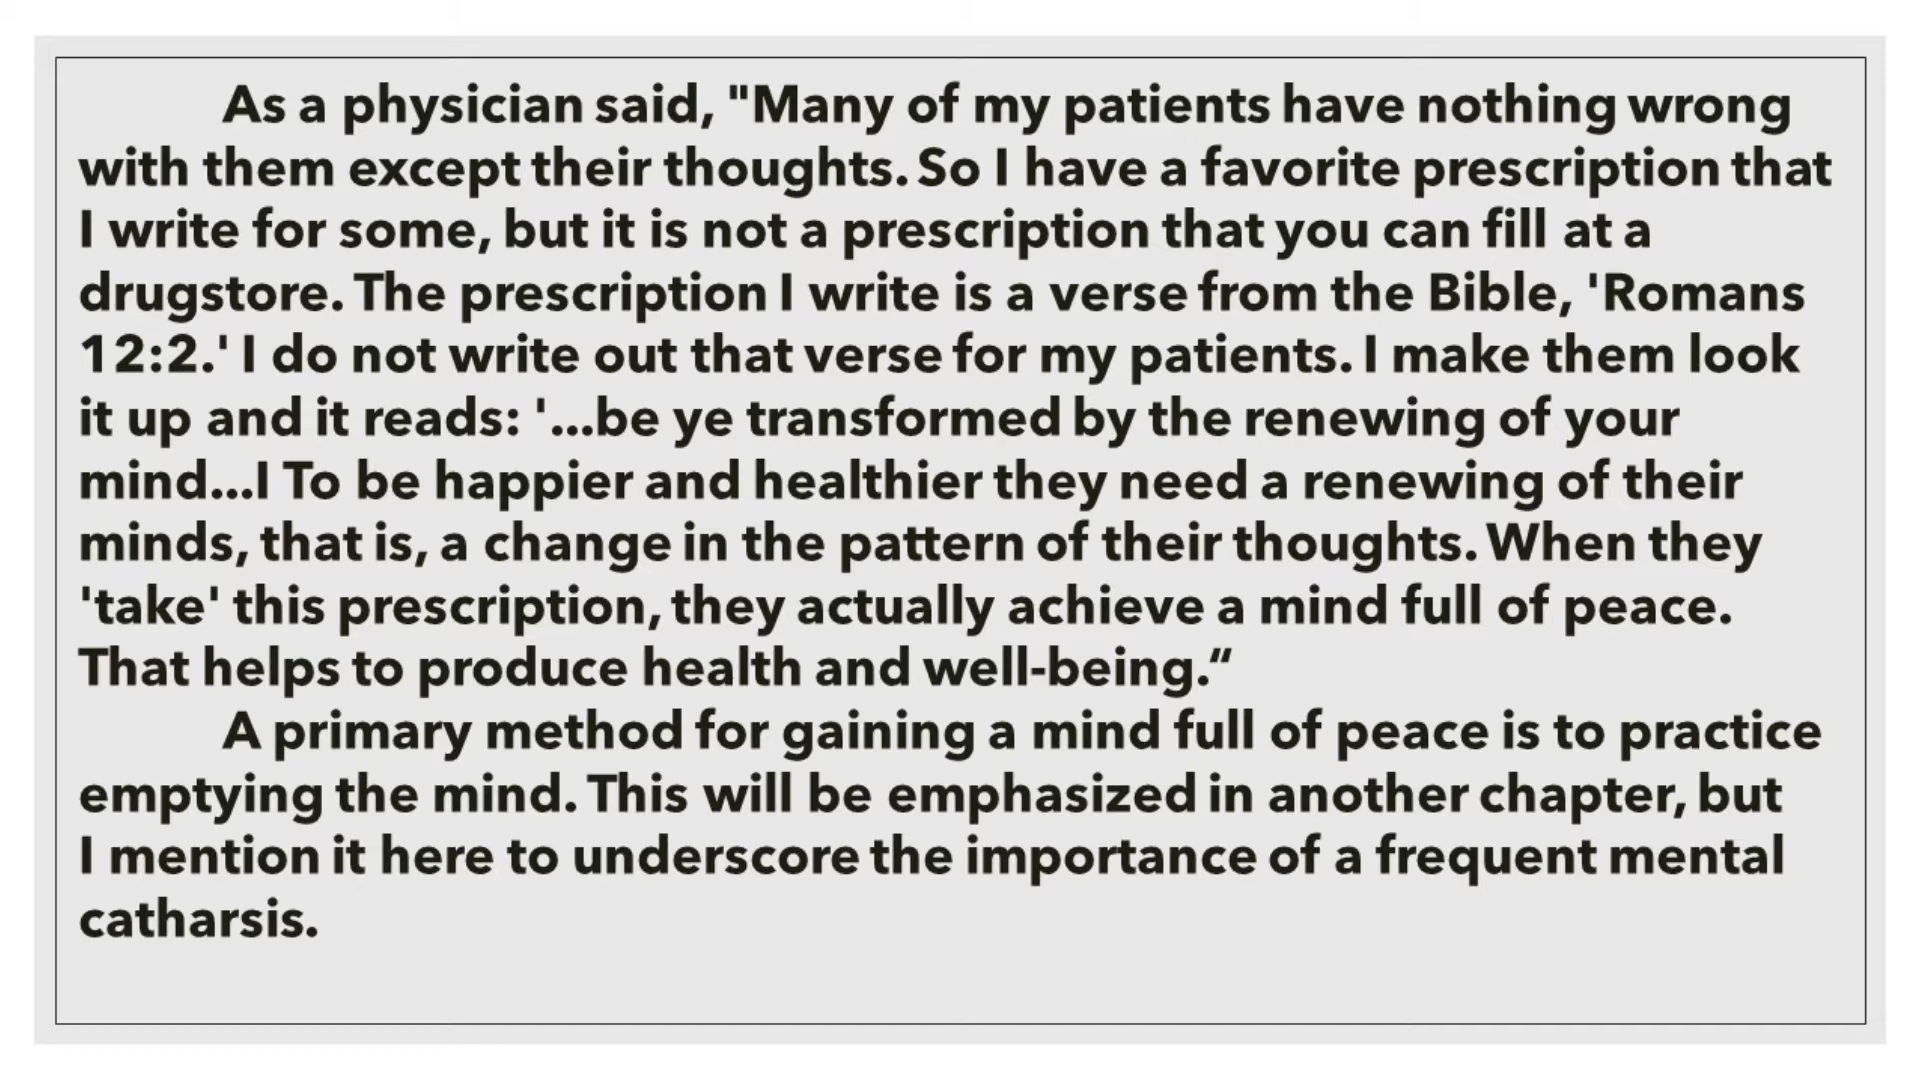 As a physician said, "Many of my patients have nothing wrong
with them except their thoughts. So I have a favorite prescription that
I write for some, but it is not a prescription that you can fill at a
drugstore. The prescription I write is a verse from the Bible, 'Romans
12:2.' I do not write out that verse for my patients. I make them look
it up and it reads: '...be ye transformed by the renewing of your
mind...I To be happier and healthier they need a renewing of their
minds, that is, a change in the pattern of their thoughts. When they
'take' this prescription, they actually achieve a mind full of peace.
That helps to produce health and well-being.“
A primary method for gaining a mind full of peace is to practice
emptying the mind. This will be emphasized in another chapter, but
I mention it here to underscore the importance of a frequent mental
catharsis.